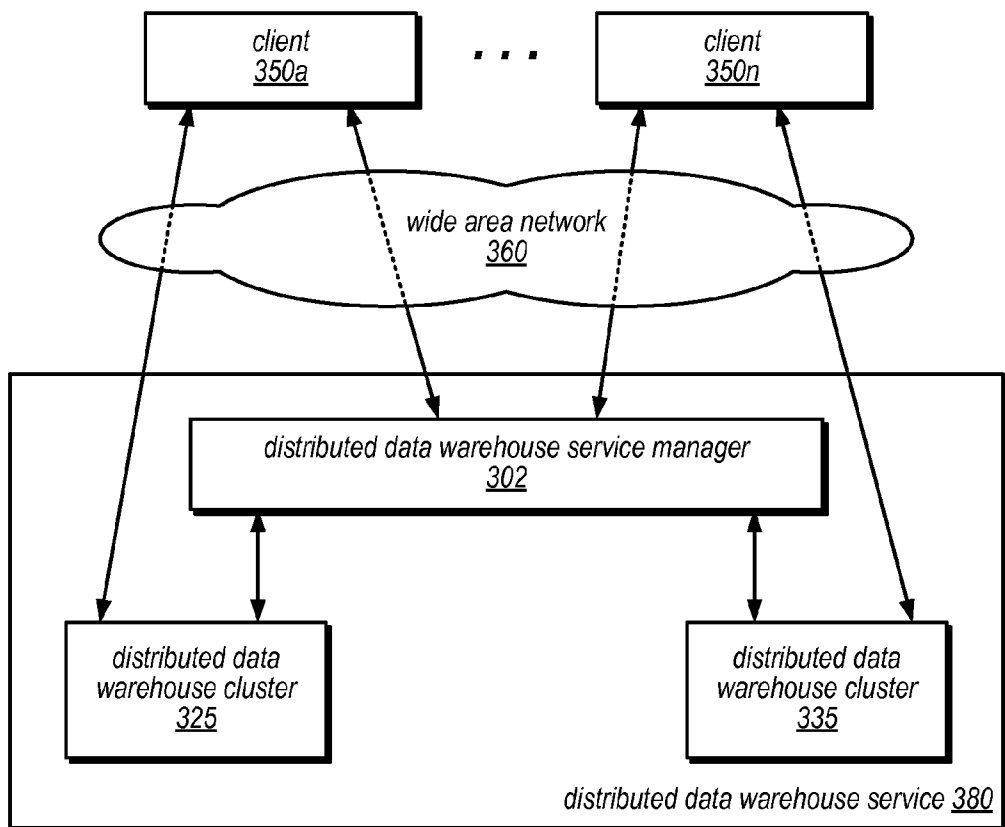 client
350a
. . .
client
350n
wide area network
360
distributed data warehouse service manager
302
distributed data
warehouse cluster
325
distributed data
warehouse cluster
335
distributed data warehouse service 380